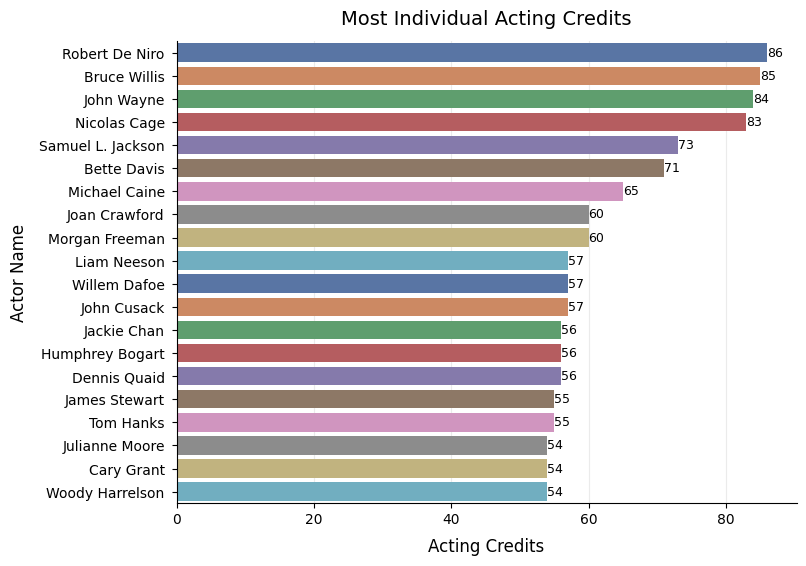 Most Individual Acting Credits
Actor Name
Robert De Niro 86
Bruce Willis 85
John Wayne 84
Nicolas Cage 83
Samuel L. Jackson 73
Bette Davis 71
Michael Caine 65
Joan Crawford 60
Morgan Freeman 60
Liam Neeson 57
Willem Dafoe 57
John Cusack 57
Jackie Chan 56
Humphrey Bogart 56
Dennis Quaid 56
James Stewart 55
Tom Hanks 55
Julianne Moore 54
Cary Grant 54
Woody Harrelson 54
0 20 40 60 80
Acting Credits